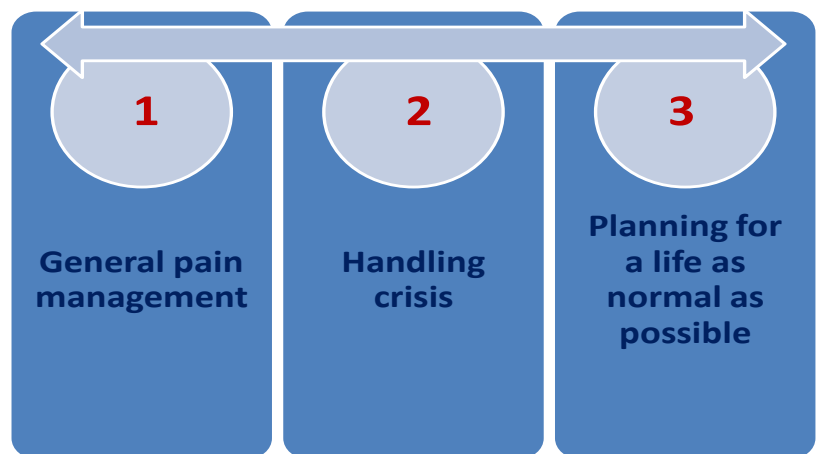 1
General pain
management
2
Handling
crisis
3
Planning for
a life as
normal as
possible